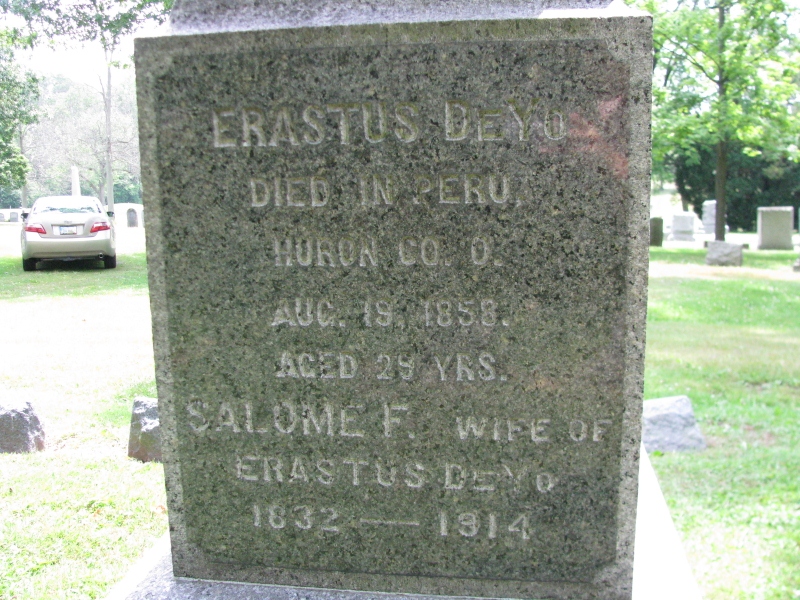 ERASTUS DEYO
DIED IN PERU.
HURON CO. O.
AUG. 19, 1858.
AGED 29 YRS.
SALOME F. WIFE OF
ERASTUS DEYO
1832 — 1914